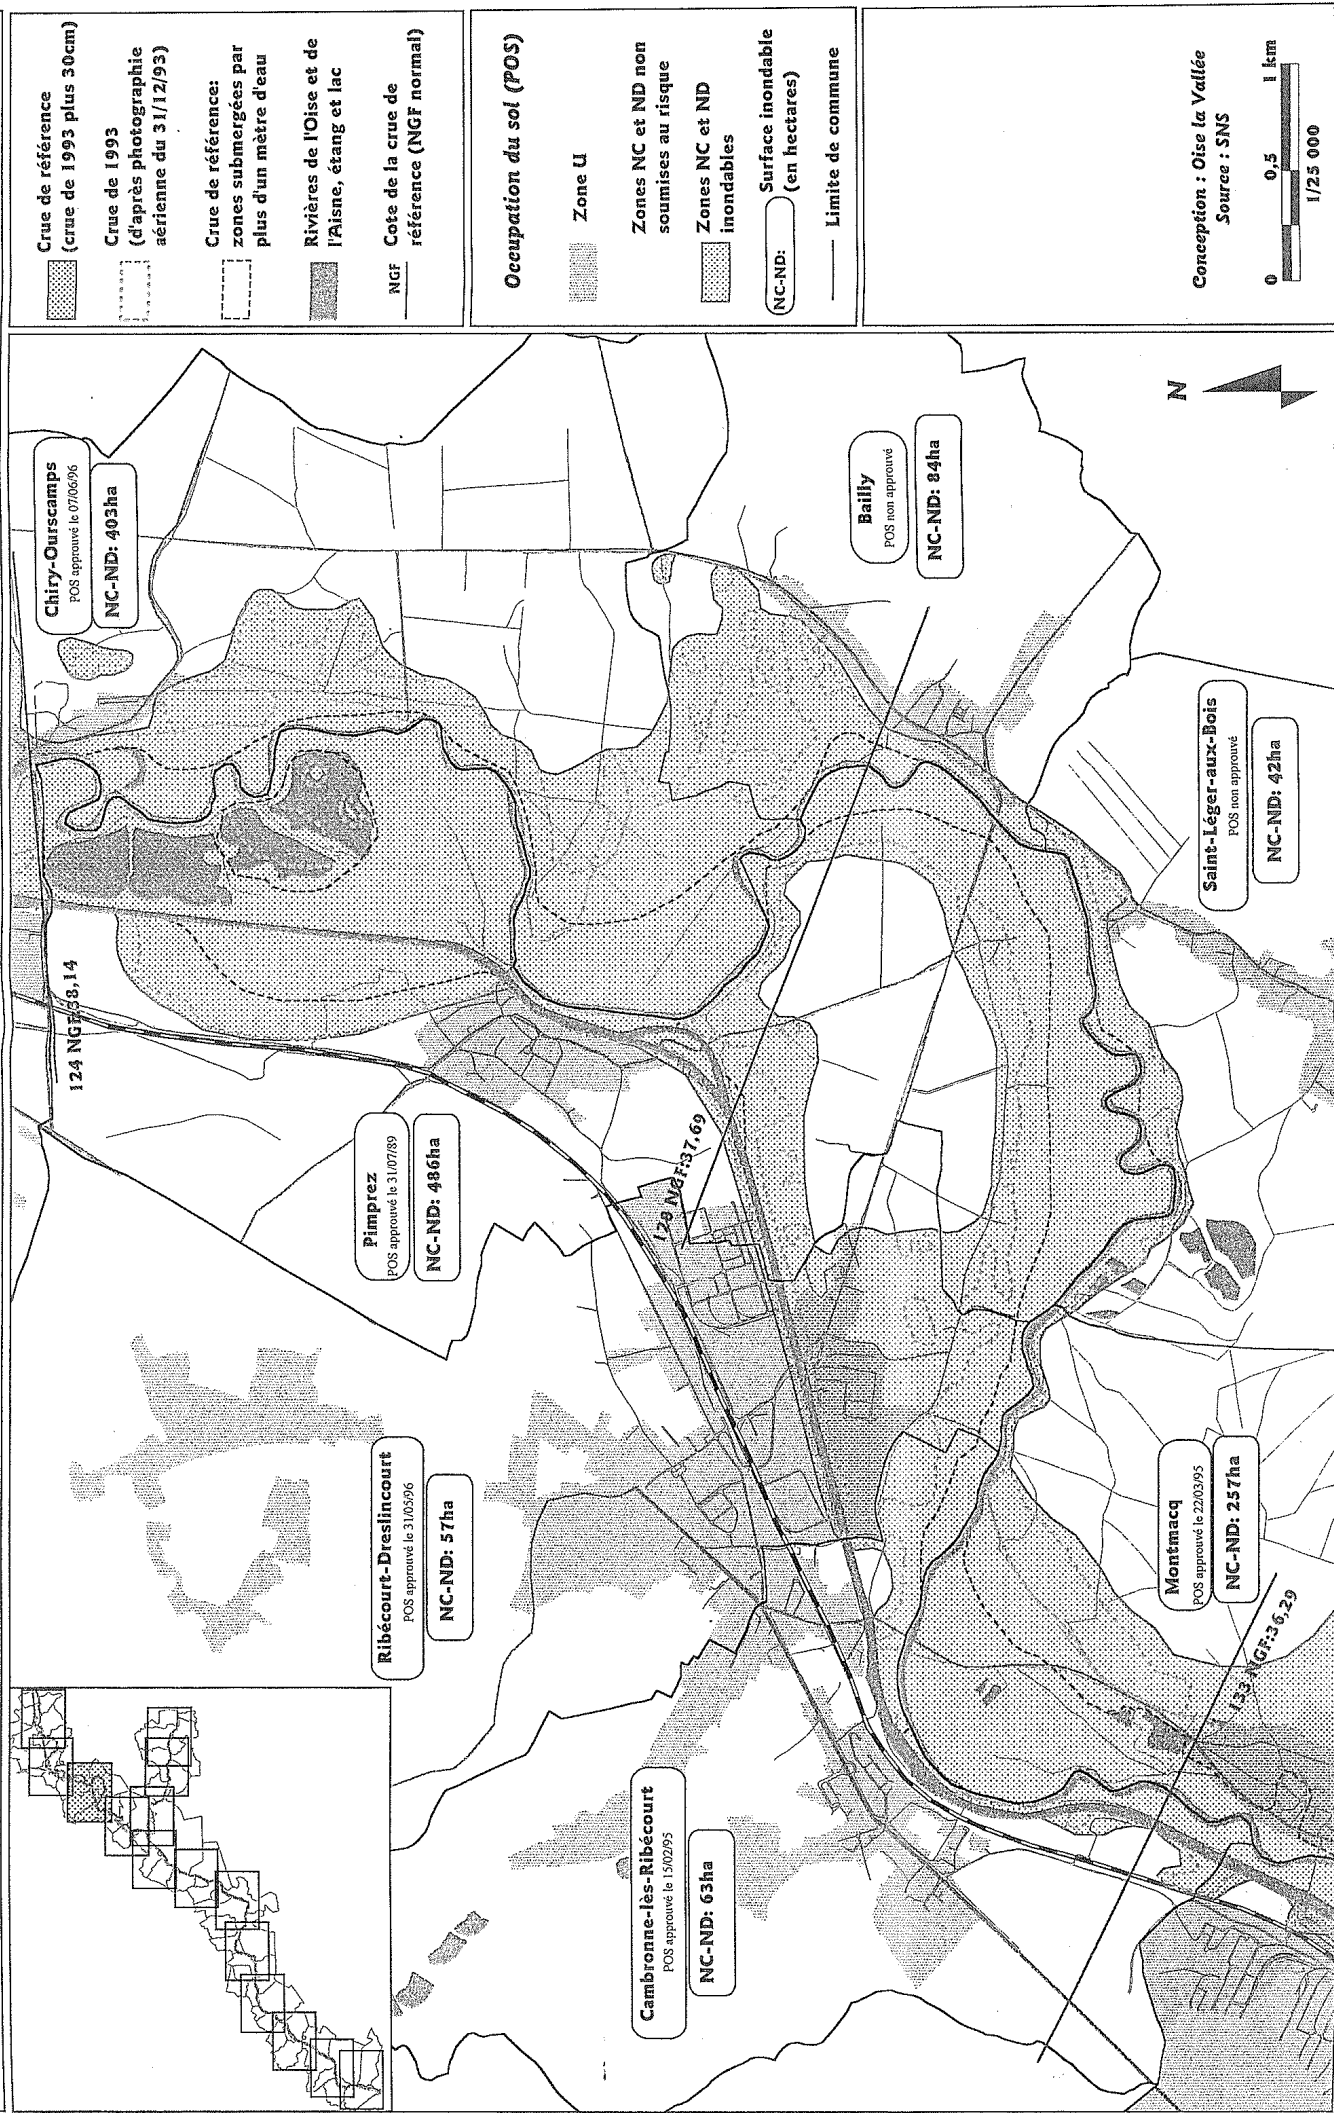 Crue de référence
(crue de 1993 plus 30cm)
Crue de 1993
(d'après photographie
aérienne du 31/12/93)
Crue de référence:
zones submergées par
plus d'un mètre d'eau
Rivières de l'Oise et de
l'Aisne, étang et lac
NGF
Cote de la crue de
référence (NGF normal)
Occupation du sol (POS)
Zone U
Zones NC et ND non
soumises au risque
Zones NC et ND
inondables
NC-ND:
Surface inondable
(en hectares)
Limite de commune
Conception : Oise la Vallée
Source : SNS
0 0,5 1 km
1/25 000
N
Chiry-Ourscamps
POS approuvé le 07/06/96
NC-ND: 403ha
124 NGF:38,14
Pimprez
POS approuvé le 31/07/89
NC-ND: 486ha
Bailly
POS non approuvé
NC-ND: 84ha
128 NGF:37,69
Ribécourt-Dreslincourt
POS approuvé le 31/05/96
NC-ND: 57ha
Saint-Léger-aux-Bois
POS non approuvé
NC-ND: 42ha
Cambronne-lès-Ribécourt
POS approuvé le 15/02/95
NC-ND: 63ha
Montmacq
POS approuvé le 22/03/95
NC-ND: 257ha
133 NGF:36,29